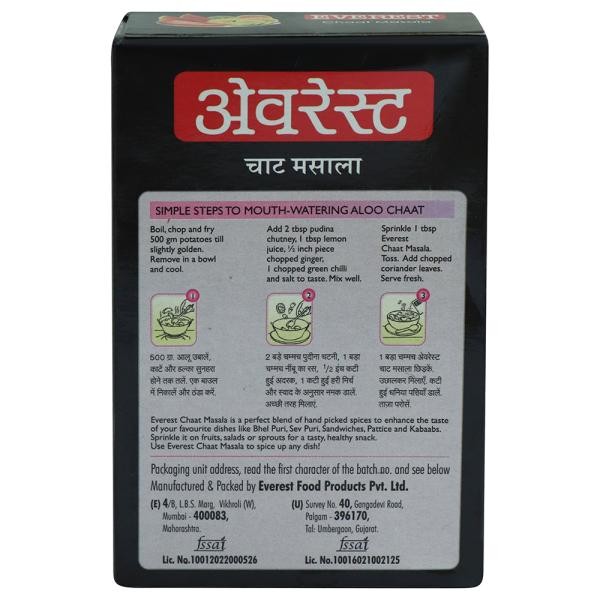 EVEREST
Chaat Masala
अेवरेस्ट
चाट मसाला
SIMPLE STEPS TO MOUTH-WATERING ALOO CHAAT
Boil, chop and fry
500 gm potatoes till
slightly golden.
Remove in a bowl
and cool.
Add 2 tbsp pudina
chutney, 1 tbsp lemon
juice, ½ inch piece
chopped ginger,
1 chopped green chilli
and salt to taste. Mix well.
Sprinkle 1 tbsp
Everest
Chaat Masala.
Toss. Add chopped
coriander leaves.
Serve fresh.
1
2
3
500 ग्रा. आलू उबालें,
काटें और हल्का सुनहरा
होने तक तलें. एक बाउल
में निकालें और ठंडा करें.
2 बड़े चम्मच पुदीना चटनी, 1 बड़ा
चम्मच नींबू का रस, 1/2 इंच कटी
हुई अदरक, 1 कटी हुई हरी मिर्च
और स्वाद के अनुसार नमक डालें.
अच्छी तरह मिलाएं.
1 बड़ा चम्मच अेवरेस्ट
चाट मसाला छिड़कें.
उछालकर मिलाएँ. कटी
हुई धनिया पत्तियाँ डालें.
ताज़ा परोसें.
Everest Chaat Masala is a perfect blend of hand picked spices to enhance the taste
of your favourite dishes like Bhel Puri, Sev Puri, Sandwiches, Pattice and Kabaabs.
Sprinkle it on fruits, salads or sprouts for a tasty, healthy snack.
Use Everest Chaat Masala to spice up any dish!
Packaging unit address, read the first character of the batch.no. and see below
Manufactured & Packed by Everest Food Products Pvt. Ltd.
(E) 4/B, L.B.S. Marg, Vikhroli (W),
Mumbai - 400083,
Maharashtra.
fssai
Lic. No.10012022000526
(U) Survey No. 40, Gangadevi Road,
Palgam - 396170,
Tal: Umbergaon, Gujarat.
fssai
Lic. No.10016021002125